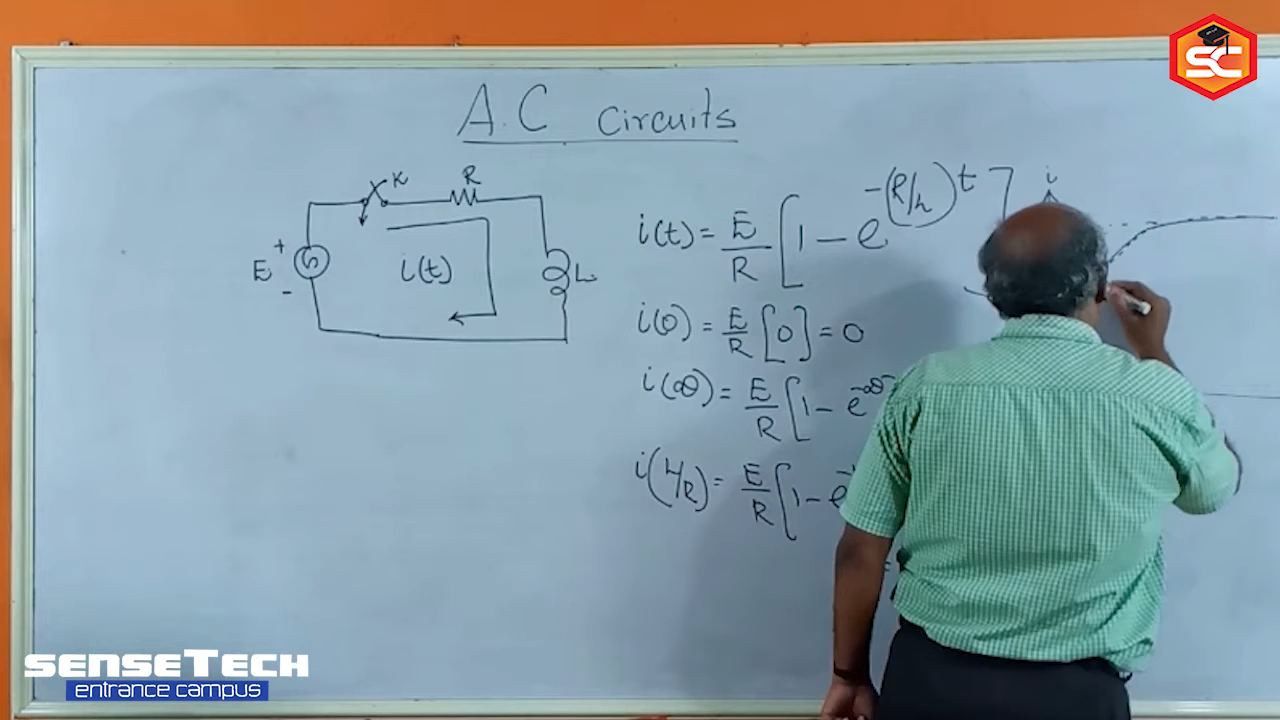 SC
A.C Circuits
K
R
E + -
i(t)
L
i(t) = E/R [1 - e^-(R/L)t]
i
i(0) = E/R [0] = 0
i(∞) = E/R [1 - e^-∞
i(L/R) = E/R [1 - e^-
=
SENSETECH
entrance campus